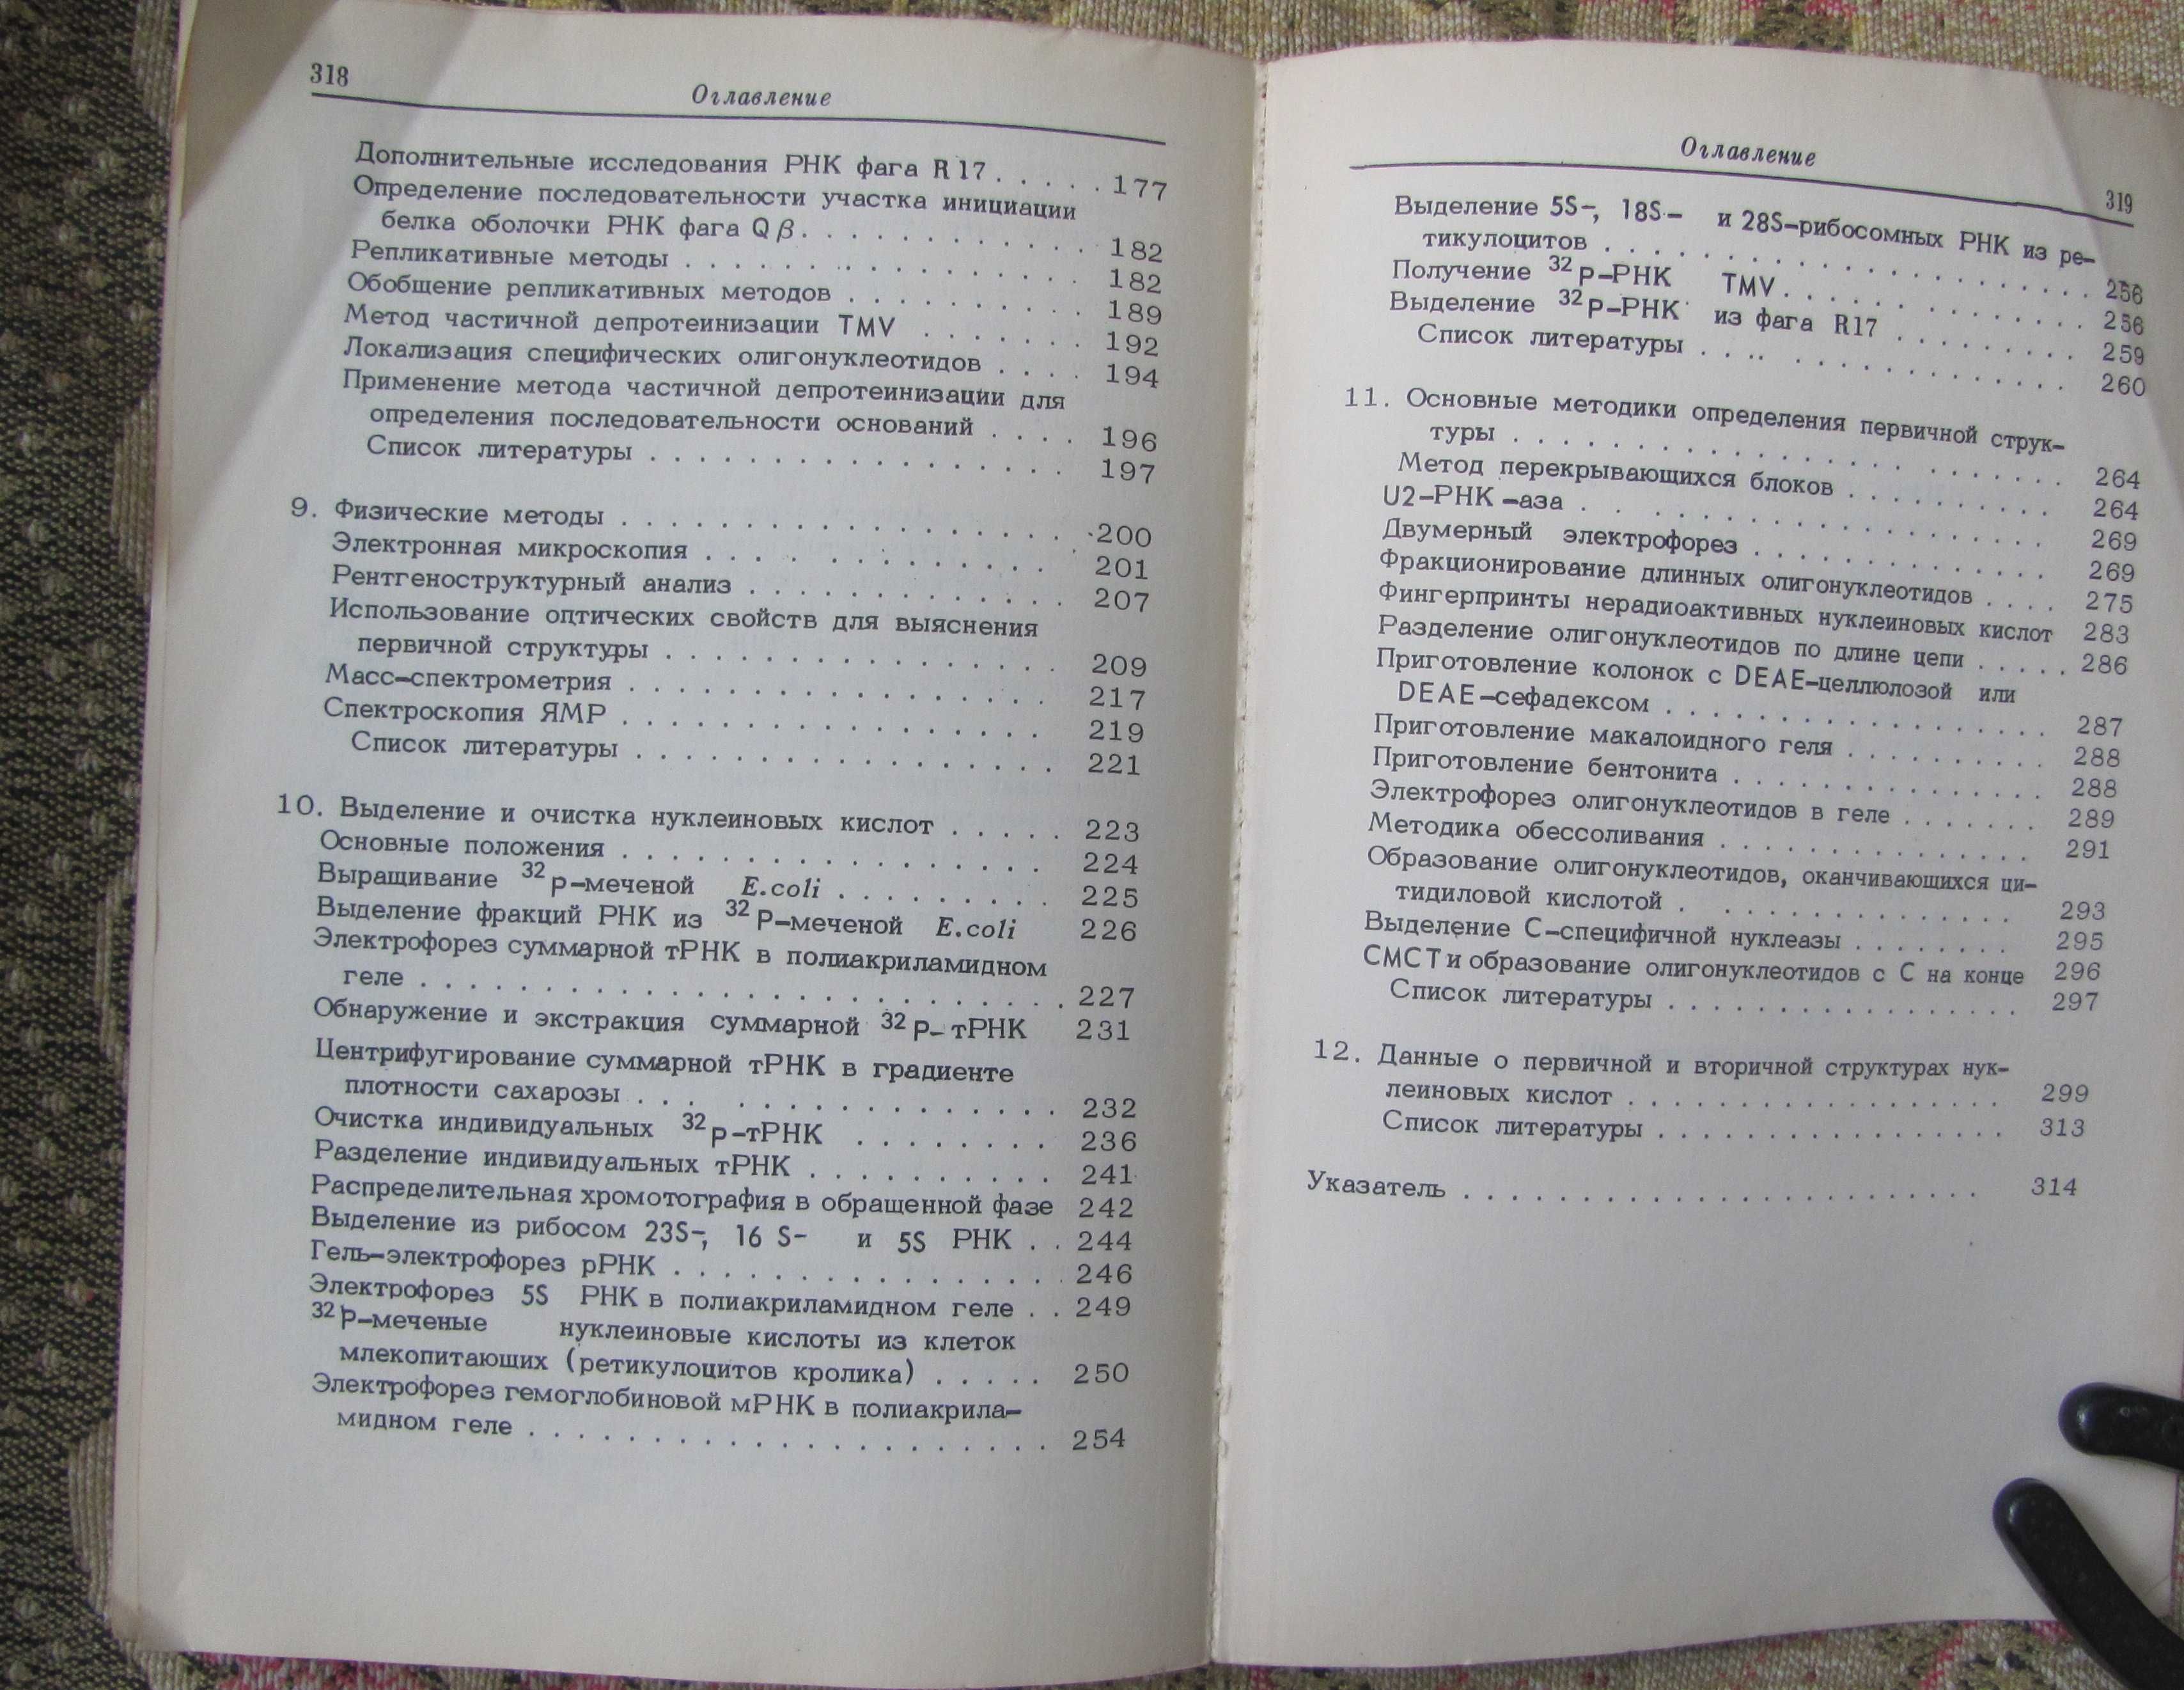 318
Оглавление
Дополнительные исследования РНК фага R 17 . . . . . 177
Определение последовательности участка инициации
белка оболочки РНК фага Q β. . . . . . . . . . . . . 182
Репликативные методы . . . . . . . . . . . . . . . . 182
Обобщение репликативных методов . . . . . . . . . . 189
Метод частичной депротеинизации TMV . . . . . . . 192
Локализация специфических олигонуклеотидов . . . . 194
Применение метода частичной депротеинизации для
определения последовательности оснований . . . . 196
Список литературы . . . . . . . . . . . . . . . . . 197
9. Физические методы . . . . . . . . . . . . . . . . . . 200
Электронная микроскопия . . . . . . . . . . . . . . 201
Рентгеноструктурный анализ . . . . . . . . . . . . . 207
Использование оптических свойств для выяснения
первичной структуры . . . . . . . . . . . . . . . . 209
Масс-спектрометрия . . . . . . . . . . . . . . . . . 217
Спектроскопия ЯМР . . . . . . . . . . . . . . . . . 219
Список литературы . . . . . . . . . . . . . . . . . 221
10. Выделение и очистка нуклеиновых кислот . . . . . 223
Основные положения . . . . . . . . . . . . . . . . . 224
Выращивание ³²P-меченой E.coli . . . . . . . . . 225
Выделение фракций РНК из ³²P-меченой E.coli 226
Электрофорез суммарной тРНК в полиакриламидном
геле . . . . . . . . . . . . . . . . . . . . . . . . . . 227
Обнаружение и экстракция суммарной ³²P-тРНК 231
Центрифугирование суммарной тРНК в градиенте
плотности сахарозы . . . . . . . . . . . . . . . . 232
Очистка индивидуальных ³²P-тРНК . . . . . . . . 236
Разделение индивидуальных тРНК . . . . . . . . . . 241
Распределительная хромотография в обращенной фазе 242
Выделение из рибосом 23S-, 16 S- и 5S РНК . . 244
Гель-электрофорез рРНК . . . . . . . . . . . . . . . . 246
Электрофорез 5S РНК в полиакриламидном геле . . 249
³²P-меченые нуклеиновые кислоты из клеток
млекопитающих (ретикулоцитов кролика) . . . . . 250
Электрофорез гемоглобиновой мРНК в полиакрила-
мидном геле . . . . . . . . . . . . . . . . . . . . . 254
Оглавление
319
Выделение 5S-, 18S- и 28S-рибосомных РНК из ре-
тикулоцитов . . . . . . . . . . . . . . . . . . . . 256
Получение ³²P-РНК TMV. . . . . . . . . . . . . 256
Выделение ³²P-РНК из фага R17 . . . . . . . . . 259
Список литературы . . . . . . . . . . . . . . . . 260
11. Основные методики определения первичной струк-
туры . . . . . . . . . . . . . . . . . . . . . . . 264
Метод перекрывающихся блоков . . . . . . . . . 264
U2-РНК -аза . . . . . . . . . . . . . . . . . . 269
Двумерный электрофорез . . . . . . . . . . . . . 269
Фракционирование длинных олигонуклеотидов . . . . 275
Фингерпринты нерадиоактивных нуклеиновых кислот 283
Разделение олигонуклеотидов по длине цепи . . . . . 286
Приготовление колонок с DEAE-целлюлозой или
DEAE-сефадексом . . . . . . . . . . . . . . . . 287
Приготовление макалоидного геля . . . . . . . . . 288
Приготовление бентонита . . . . . . . . . . . . . 288
Электрофорез олигонуклеотидов в геле . . . . . . . 289
Методика обессоливания . . . . . . . . . . . . . . 291
Образование олигонуклеотидов, оканчивающихся ци-
тидиловой кислотой . . . . . . . . . . . . . . 293
Выделение C-специфичной нуклеазы . . . . . . . . 295
CMCT и образование олигонуклеотидов с C на конце 296
Список литературы . . . . . . . . . . . . . . . . 297
12. Данные о первичной и вторичной структурах нук-
леиновых кислот . . . . . . . . . . . . . . . . . 299
Список литературы . . . . . . . . . . . . . . . . 313
Указатель . . . . . . . . . . . . . . . . . . . . . . . 314